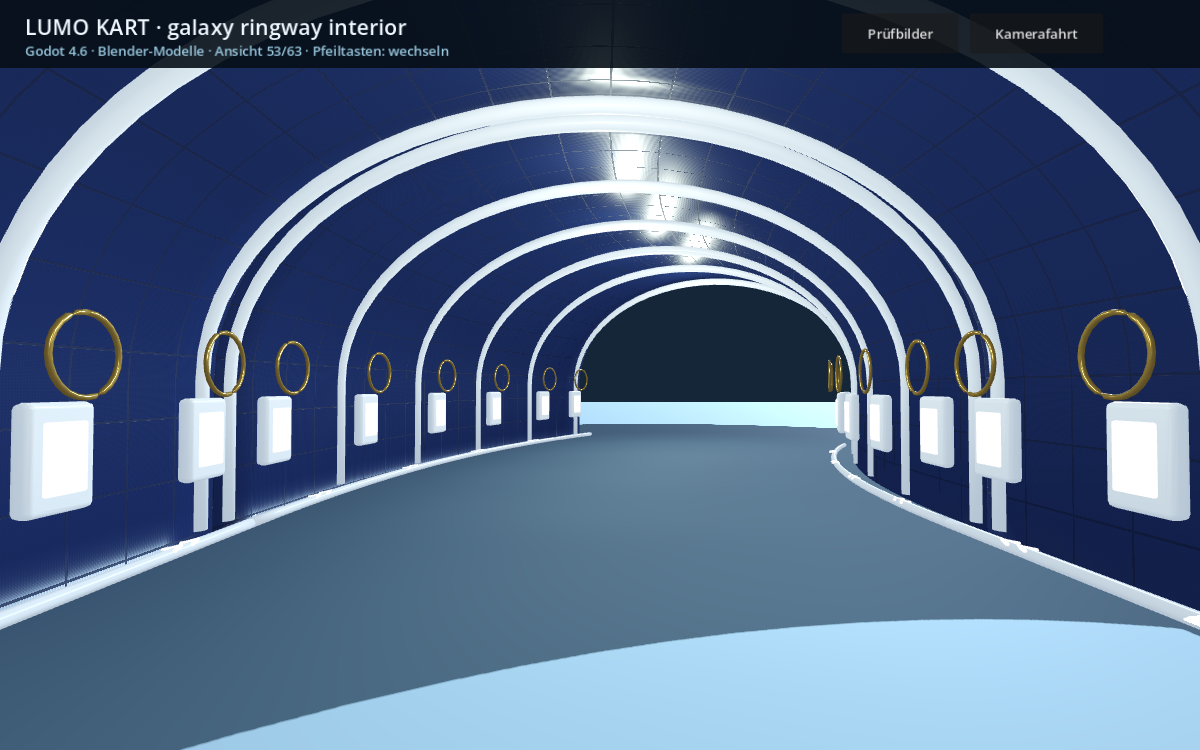 LUMO KART · galaxy ringway interior
Godot 4.6 · Blender-Modelle · Ansicht 53/63 · Pfeiltasten: wechseln
Prüfbilder
Kamerafahrt